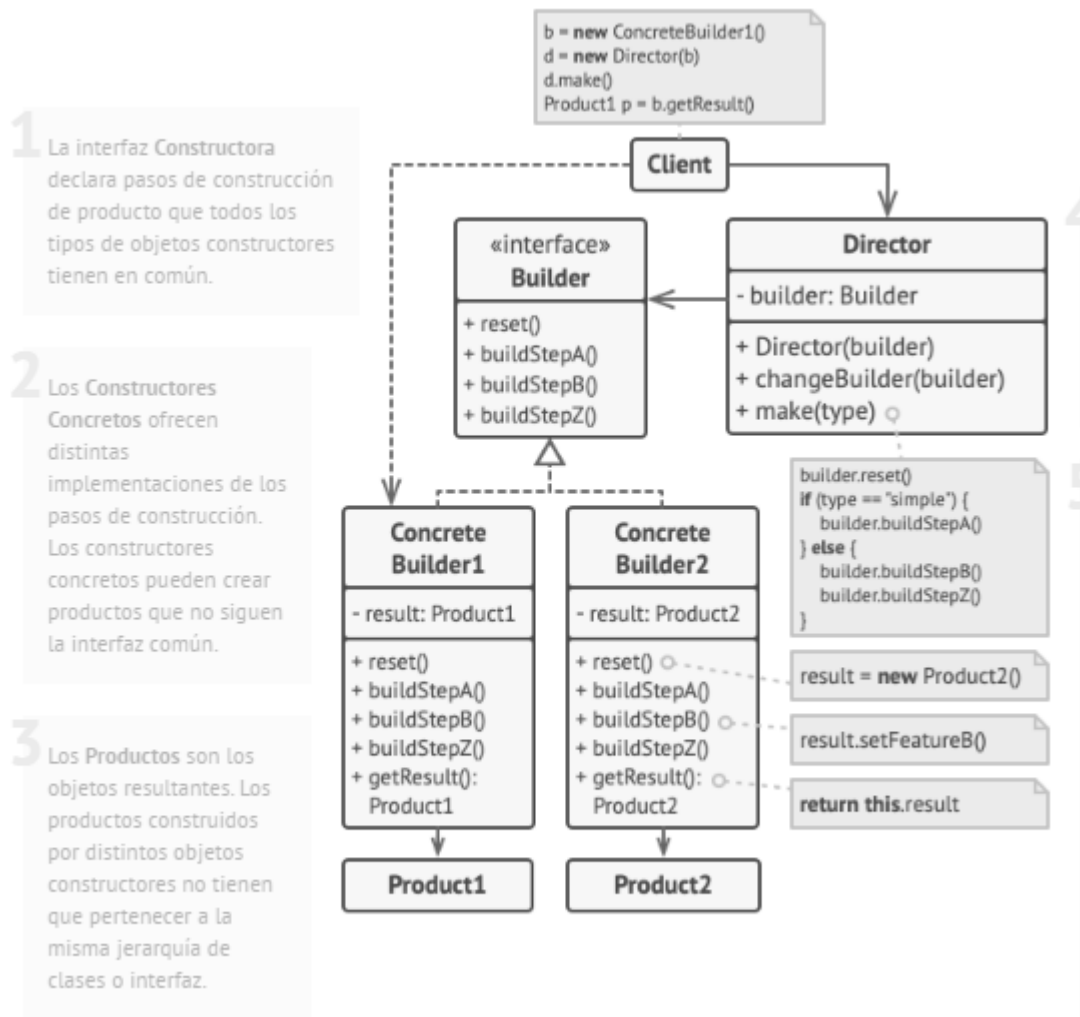 b = new ConcreteBuilder1()
d = new Director(b)
d.make()
Product1 p = b.getResult()
1
La interfaz Constructora
declara pasos de construcción
de producto que todos los
tipos de objetos constructores
tienen en común.
2
Los Constructores
Concretos ofrecen
distintas
implementaciones de los
pasos de construcción.
Los constructores
concretos pueden crear
productos que no siguen
la interfaz común.
3
Los Productos son los
objetos resultantes. Los
productos construidos
por distintos objetos
constructores no tienen
que pertenecer a la
misma jerarquía de
clases o interfaz.
Client
«interface»
Builder
+ reset()
+ buildStepA()
+ buildStepB()
+ buildStepZ()
Director
- builder: Builder
+ Director(builder)
+ changeBuilder(builder)
+ make(type)
builder.reset()
if (type == "simple") {
builder.buildStepA()
} else {
builder.buildStepB()
builder.buildStepZ()
}
Concrete
Builder1
- result: Product1
+ reset()
+ buildStepA()
+ buildStepB()
+ buildStepZ()
+ getResult():
Product1
Concrete
Builder2
- result: Product2
+ reset()
+ buildStepA()
+ buildStepB()
+ buildStepZ()
+ getResult():
Product2
result = new Product2()
result.setFeatureB()
return this.result
Product1
Product2